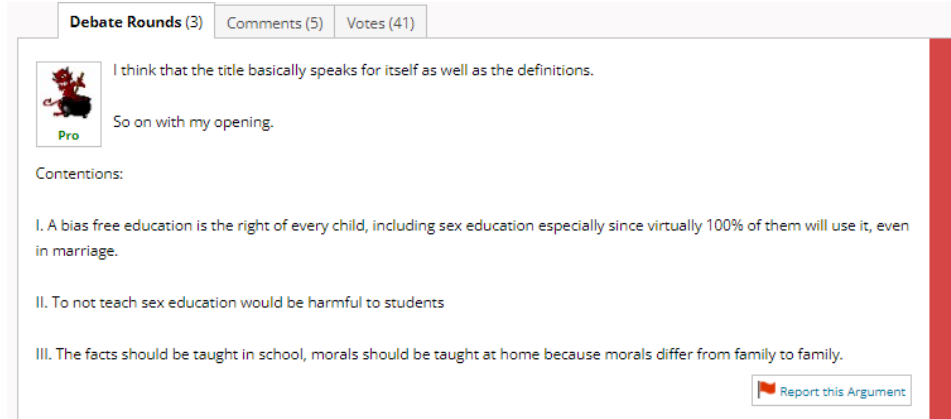 Debate Rounds (3)
Comments (5)
Votes (41)
I think that the title basically speaks for itself as well as the definitions.
So on with my opening.
Pro
Contentions:
I. A bias free education is the right of every child, including sex education especially since virtually 100% of them will use it, even
in marriage.
II. To not teach sex education would be harmful to students
III. The facts should be taught in school, morals should be taught at home because morals differ from family to family.
Report this Argument